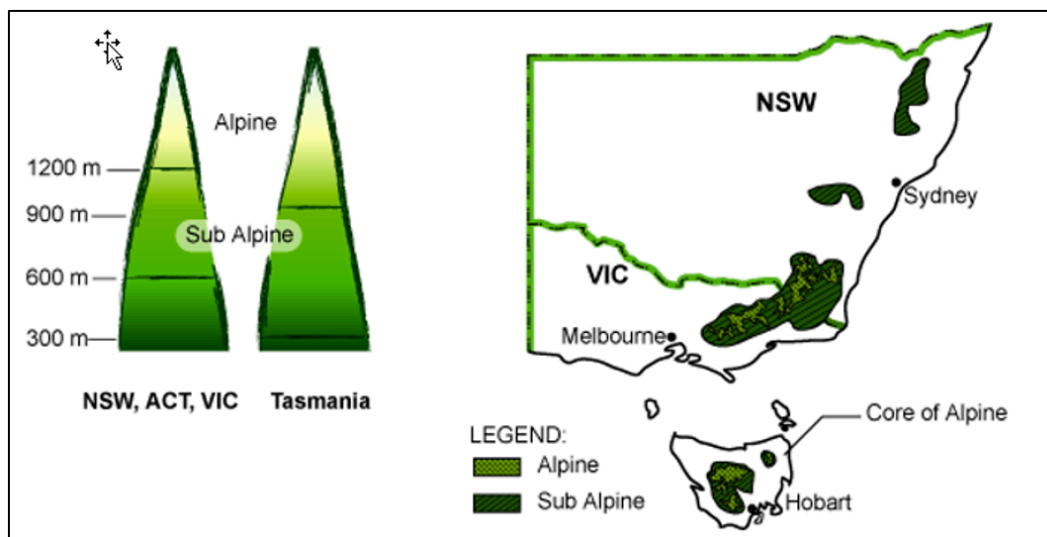 Alpine
1200 m
900 m
Sub Alpine
600 m
300 m
NSW, ACT, VIC
Tasmania
NSW
Sydney
VIC
Melbourne
Core of Alpine
LEGEND:
Alpine
Sub Alpine
Hobart